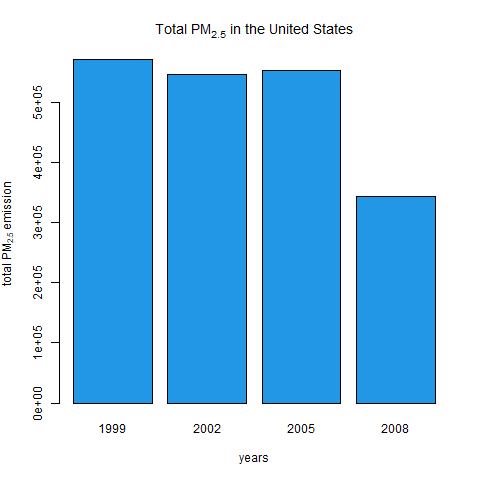 Total PM2.5 in the United States
total PM2.5 emission
5e+05
4e+05
3e+05
2e+05
1e+05
0e+00
1999 2002 2005 2008
years